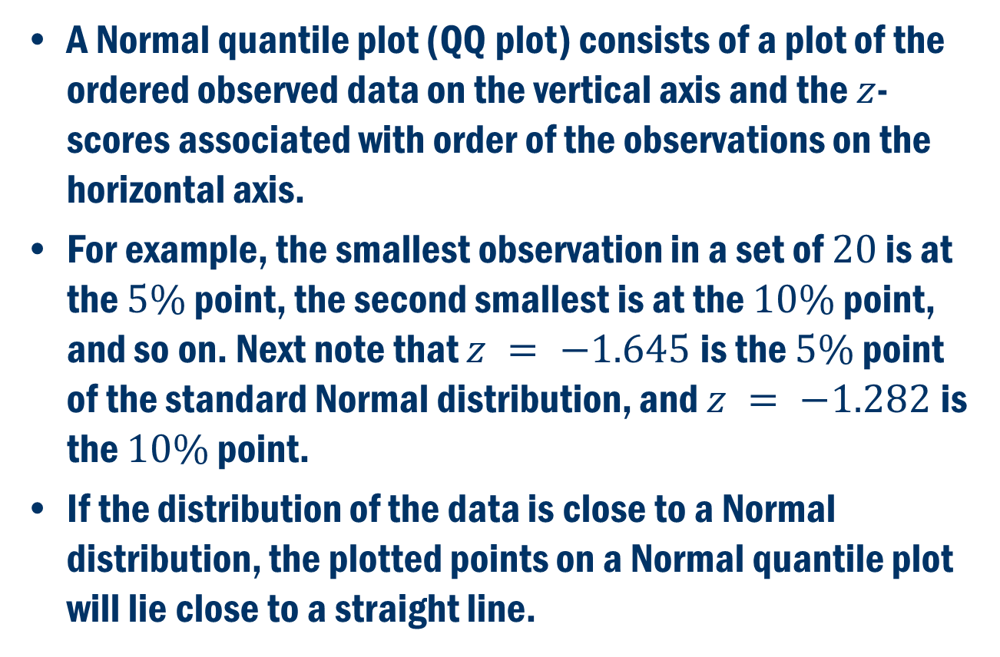 • A Normal quantile plot (QQ plot) consists of a plot of the
ordered observed data on the vertical axis and the z-
scores associated with order of the observations on the
horizontal axis.
• For example, the smallest observation in a set of 20 is at
the 5% point, the second smallest is at the 10% point,
and so on. Next note that z = −1.645 is the 5% point
of the standard Normal distribution, and z = −1.282 is
the 10% point.
• If the distribution of the data is close to a Normal
distribution, the plotted points on a Normal quantile plot
will lie close to a straight line.